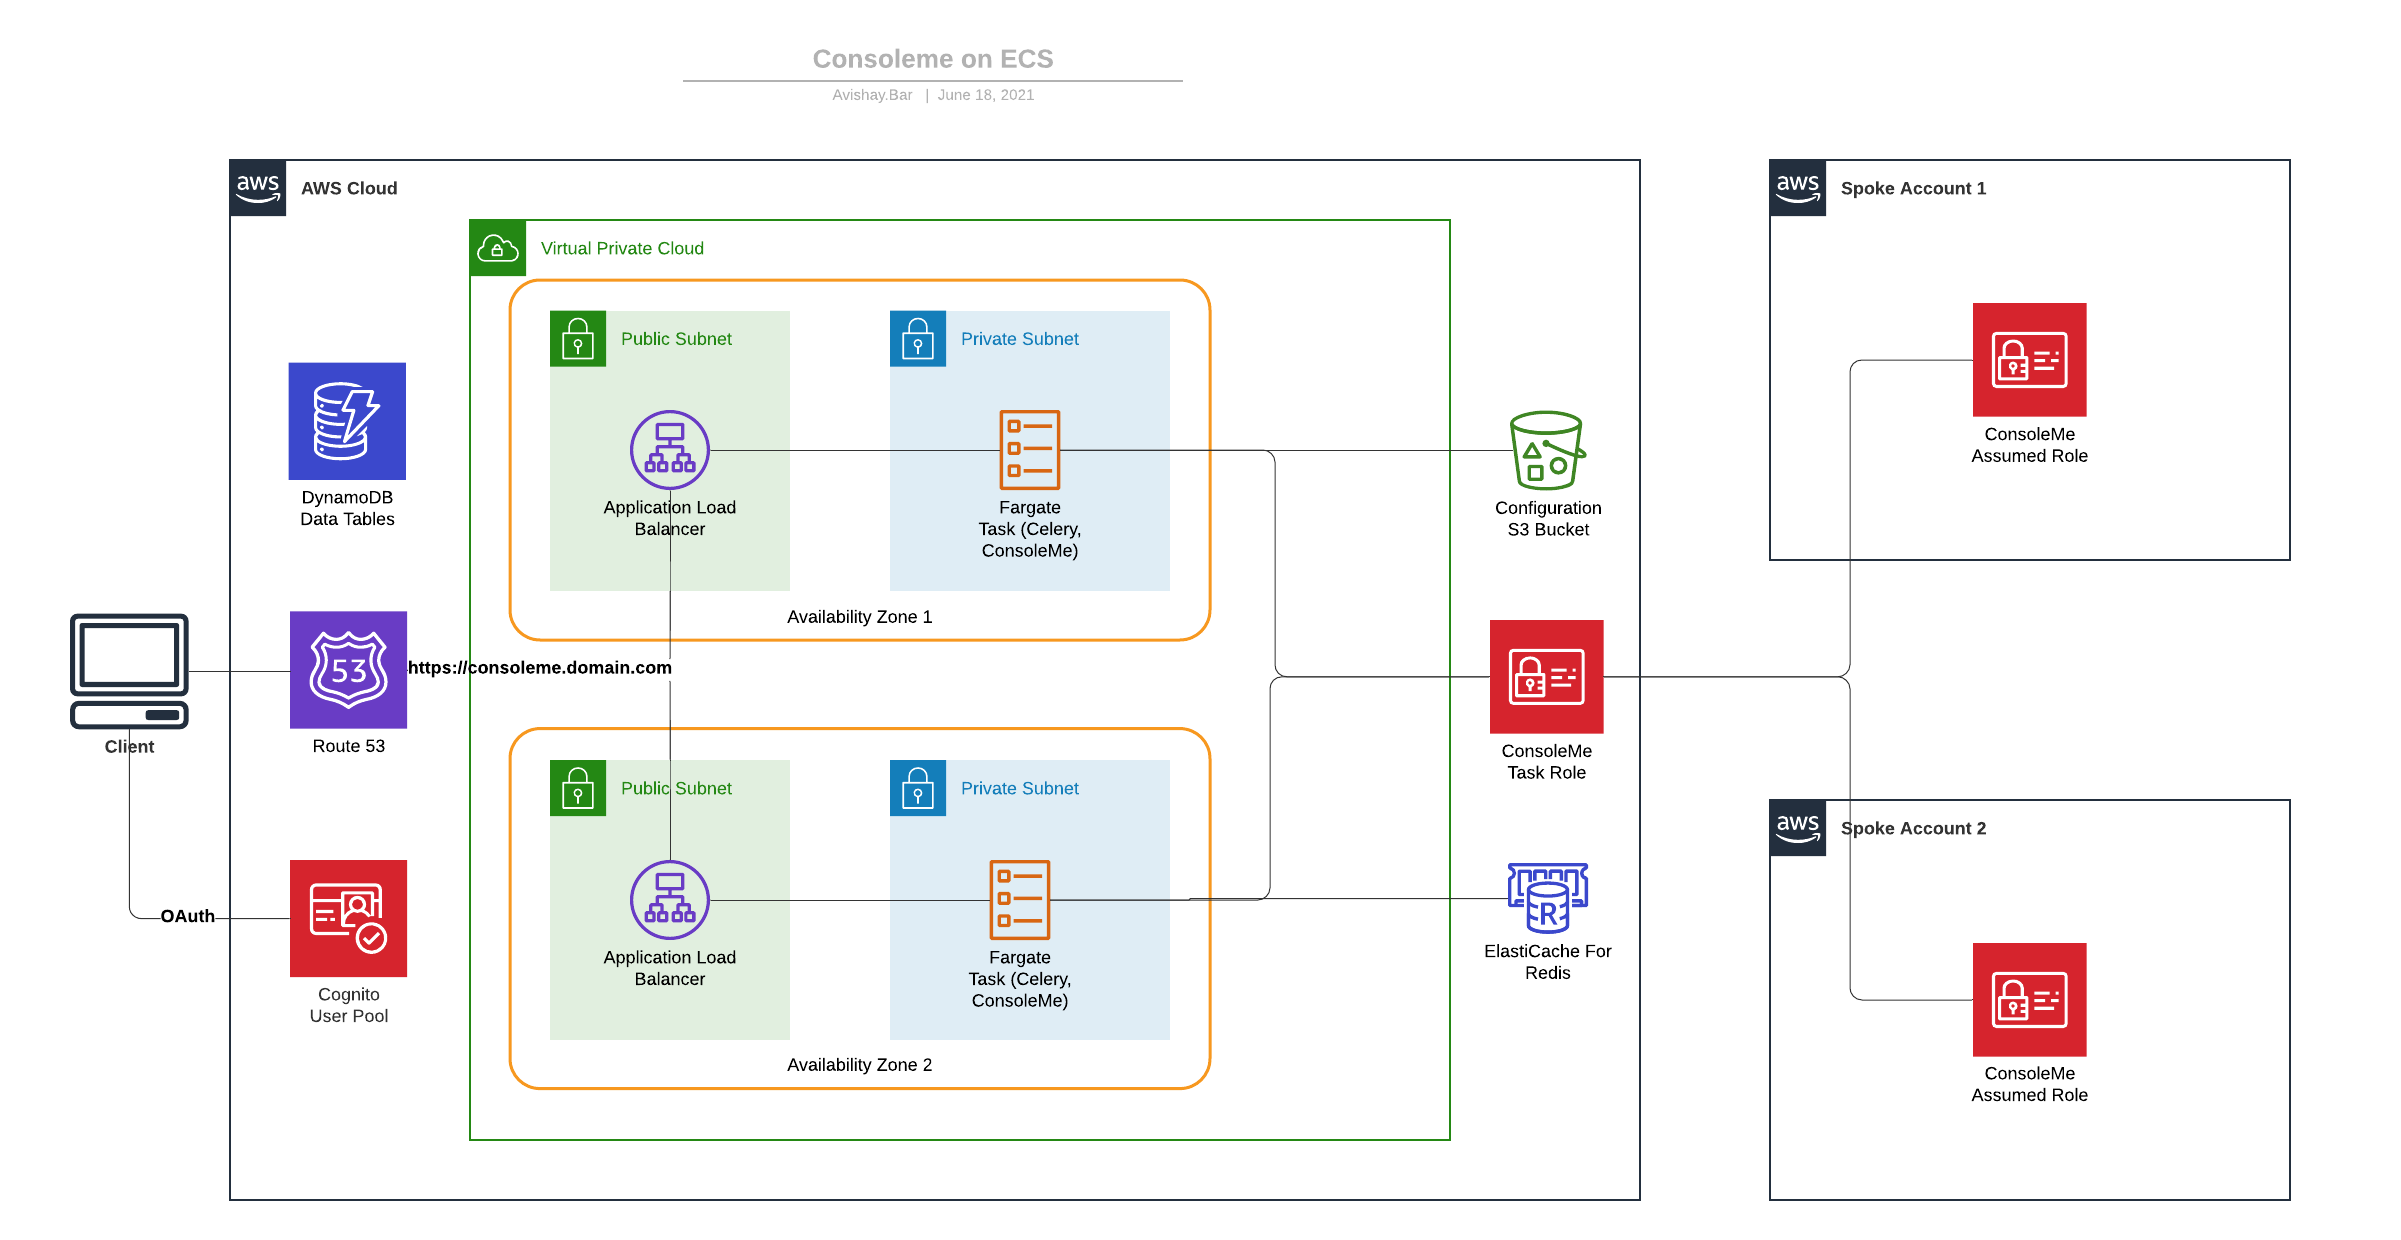 Consoleme on ECS
Avishay.Bar | June 18, 2021
aws
AWS Cloud
aws
Spoke Account 1
Virtual Private Cloud
Public Subnet
Private Subnet
DynamoDB
Data Tables
Application Load
Balancer
Fargate
Task (Celery,
ConsoleMe)
Configuration
S3 Bucket
ConsoleMe
Assumed Role
Availability Zone 1
Client
53
Route 53
https://consoleme.domain.com
ConsoleMe
Task Role
Public Subnet
Private Subnet
aws
Spoke Account 2
OAuth
Cognito
User Pool
Application Load
Balancer
Fargate
Task (Celery,
ConsoleMe)
R
ElastiCache For
Redis
ConsoleMe
Assumed Role
Availability Zone 2